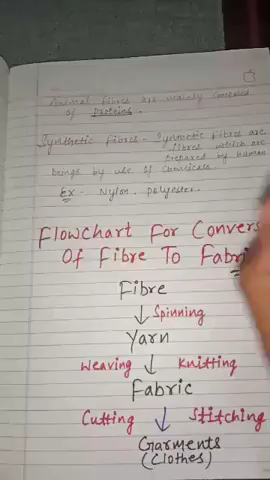 Animal Fibres are mainly composed
of Proteins.
Synthetic Fibres - Synthetic Fibres are
fibres which are
prepared by human
beings by use of chemicals.
Ex - Nylon, polyester.
Flowchart For Convers
Of Fibre To Fabri
Fibre
Spinning
Yarn
Weaving Knitting
Fabric
Cutting Stitching
Garments
(Clothes)